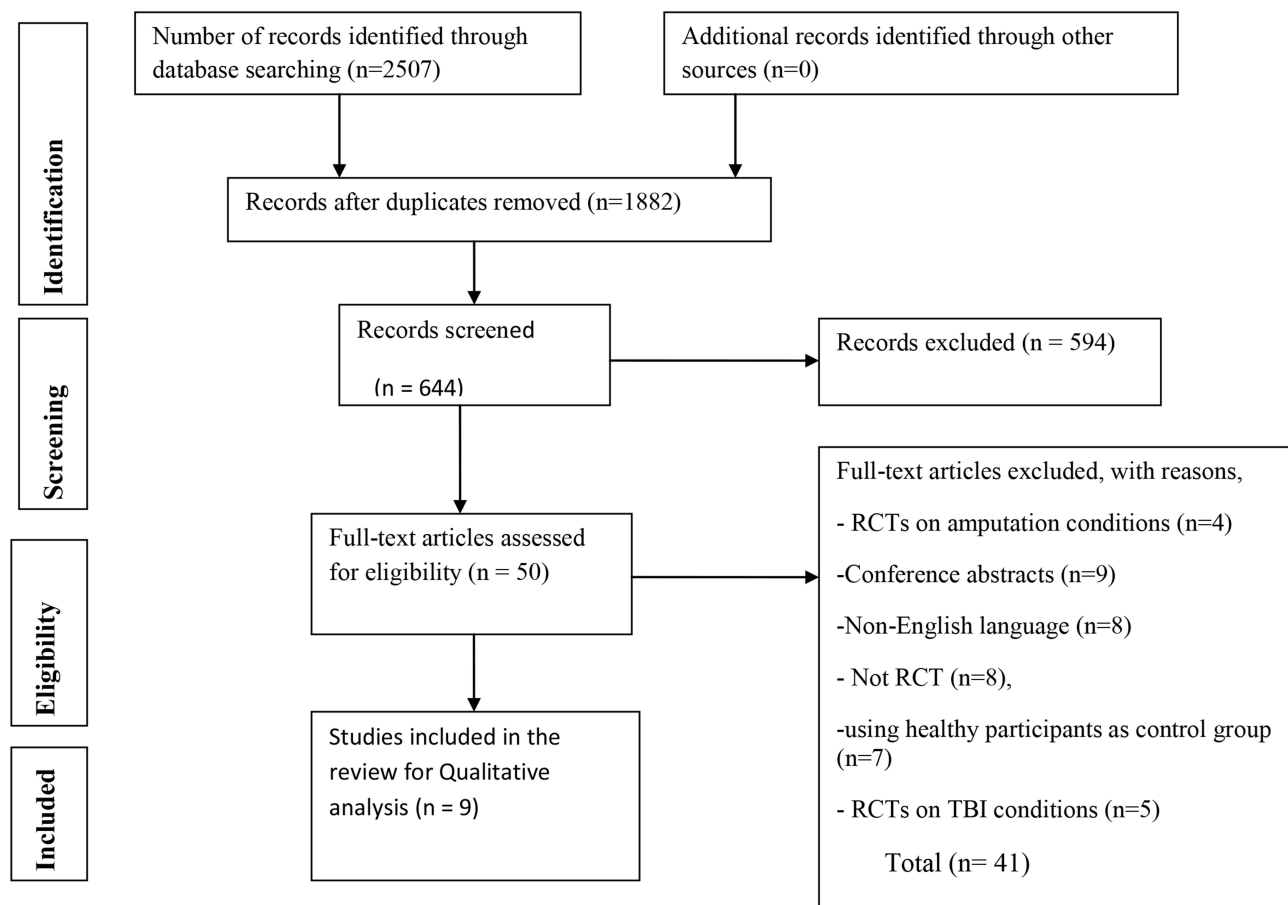 Number of records identified through
database searching (n=2507)
Additional records identified through other
sources (n=0)
Identification
Records after duplicates removed (n=1882)
Records screened
(n = 644)
Records excluded (n = 594)
Screening
Full-text articles assessed
for eligibility (n = 50)
Full-text articles excluded, with reasons,
- RCTs on amputation conditions (n=4)
-Conference abstracts (n=9)
-Non-English language (n=8)
- Not RCT (n=8),
-using healthy participants as control group
(n=7)
- RCTs on TBI conditions (n=5)
Total (n= 41)
Eligibility
Studies included in the
review for Qualitative
analysis (n = 9)
Included